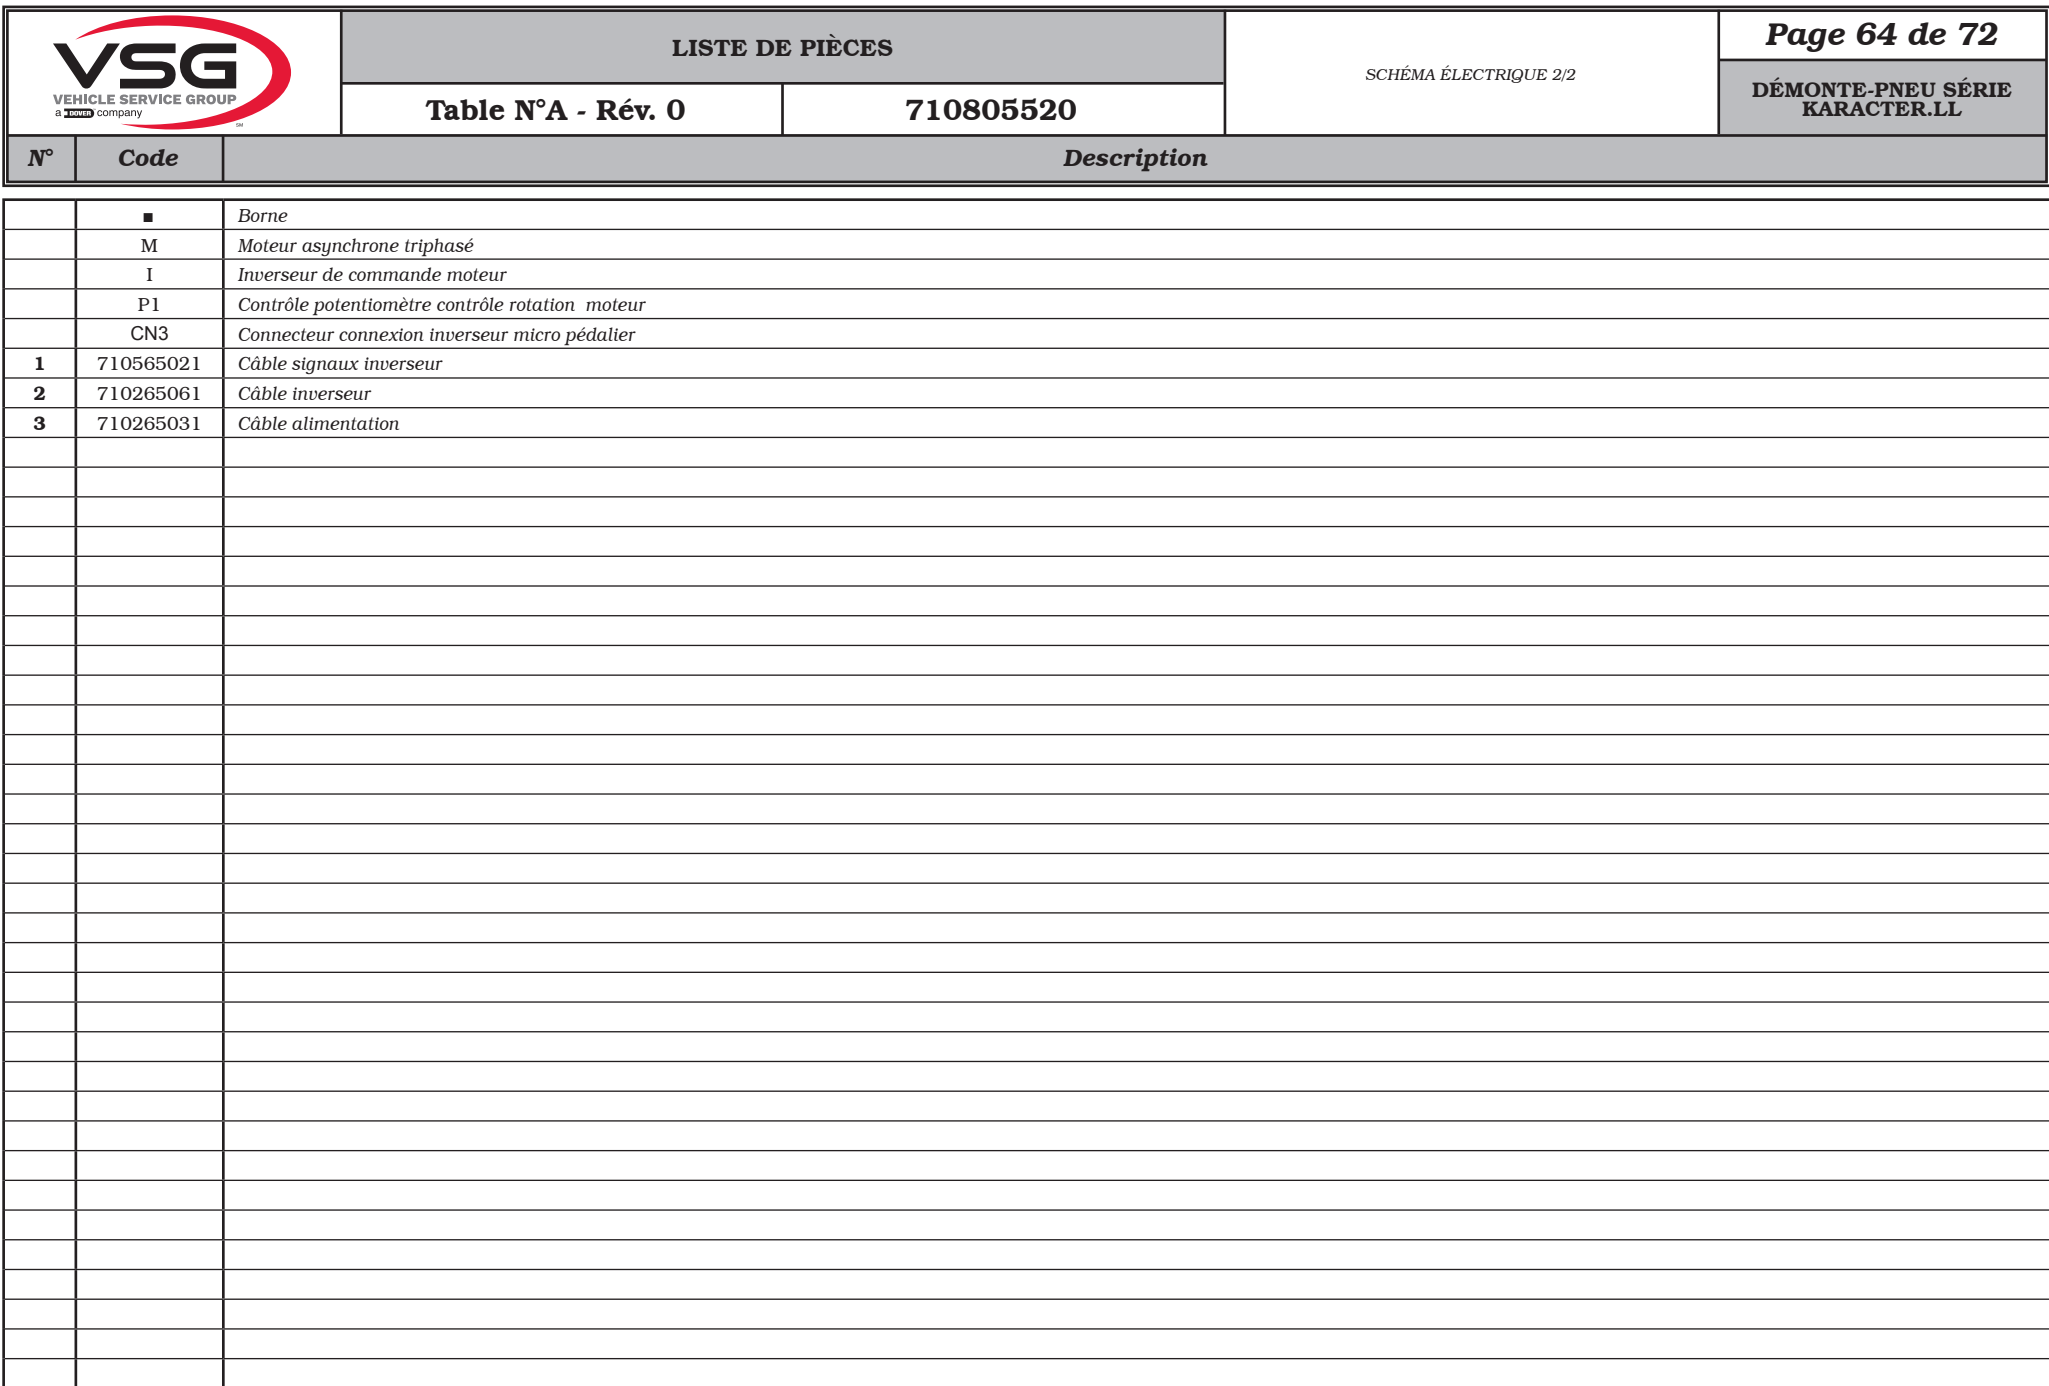 VSG
VEHICLE SERVICE GROUP
a DOVER company
SM
LISTE DE PIÈCES
Table N°A - Rév. 0
710805520
SCHÉMA ÉLECTRIQUE 2/2
Page 64 de 72
DÉMONTE-PNEU SÉRIE
KARACTER.LL
N° Code Description
■ Borne
M Moteur asynchrone triphasé
I Inverseur de commande moteur
P1 Contrôle potentiomètre contrôle rotation moteur
CN3 Connecteur connexion inverseur micro pédalier
1 710565021 Câble signaux inverseur
2 710265061 Câble inverseur
3 710265031 Câble alimentation